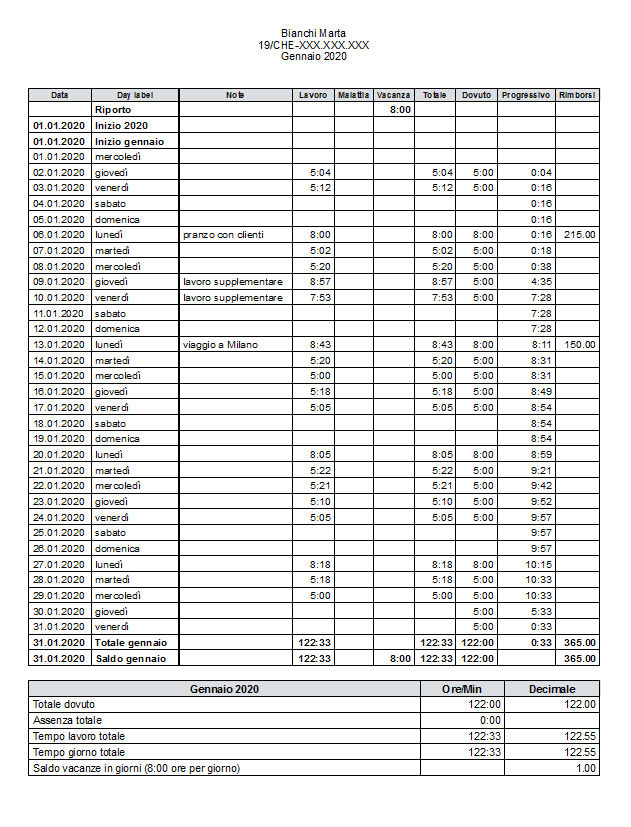 Bianchi Marta
19/CHE-XXX.XXX.XXX
Gennaio 2020
Data Day label Note Lavoro Malattia Vacanza Totale Dovuto Progressivo Rimborsi
Riporto 8:00
01.01.2020 Inizio 2020
01.01.2020 Inizio gennaio
01.01.2020 mercoledì
02.01.2020 giovedì 5:04 5:04 5:00 0:04
03.01.2020 venerdì 5:12 5:12 5:00 0:16
04.01.2020 sabato 0:16
05.01.2020 domenica 0:16
06.01.2020 lunedì pranzo con clienti 8:00 8:00 8:00 0:16 215.00
07.01.2020 martedì 5:02 5:02 5:00 0:18
08.01.2020 mercoledì 5:20 5:20 5:00 0:38
09.01.2020 giovedì lavoro supplementare 8:57 8:57 5:00 4:35
10.01.2020 venerdì lavoro supplementare 7:53 7:53 5:00 7:28
11.01.2020 sabato 7:28
12.01.2020 domenica 7:28
13.01.2020 lunedì viaggio a Milano 8:43 8:43 8:00 8:11 150.00
14.01.2020 martedì 5:20 5:20 5:00 8:31
15.01.2020 mercoledì 5:00 5:00 5:00 8:31
16.01.2020 giovedì 5:18 5:18 5:00 8:49
17.01.2020 venerdì 5:05 5:05 5:00 8:54
18.01.2020 sabato 8:54
19.01.2020 domenica 8:54
20.01.2020 lunedì 8:05 8:05 8:00 8:59
21.01.2020 martedì 5:22 5:22 5:00 9:21
22.01.2020 mercoledì 5:21 5:21 5:00 9:42
23.01.2020 giovedì 5:10 5:10 5:00 9:52
24.01.2020 venerdì 5:05 5:05 5:00 9:57
25.01.2020 sabato 9:57
26.01.2020 domenica 9:57
27.01.2020 lunedì 8:18 8:18 8:00 10:15
28.01.2020 martedì 5:18 5:18 5:00 10:33
29.01.2020 mercoledì 5:00 5:00 5:00 10:33
30.01.2020 giovedì 5:00 5:33
31.01.2020 venerdì 5:00 0:33
31.01.2020 Totale gennaio 122:33 122:33 122:00 0:33 365.00
31.01.2020 Saldo gennaio 122:33 8:00 122:33 122:00 365.00
Gennaio 2020 Ore/Min Decimale
Totale dovuto 122:00 122.00
Assenza totale 0:00
Tempo lavoro totale 122:33 122.55
Tempo giorno totale 122:33 122.55
Saldo vacanze in giorni (8:00 ore per giorno) 1.00